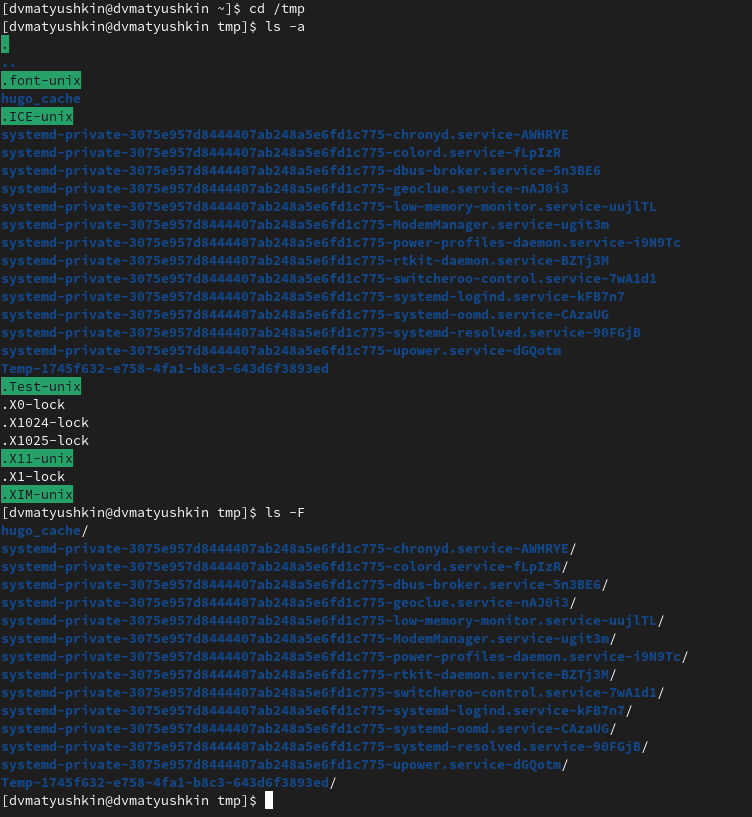 [dvmatyushkin@dvmatyushkin ~]$ cd /tmp
[dvmatyushkin@dvmatyushkin tmp]$ ls -a
.
..
.font-unix
hugo_cache
.ICE-unix
systemd-private-3075e957d8444407ab248a5e6fd1c775-chronyd.service-AWHRYE
systemd-private-3075e957d8444407ab248a5e6fd1c775-colord.service-fLpIzR
systemd-private-3075e957d8444407ab248a5e6fd1c775-dbus-broker.service-5n3BE6
systemd-private-3075e957d8444407ab248a5e6fd1c775-geoclue.service-nAJ0i3
systemd-private-3075e957d8444407ab248a5e6fd1c775-low-memory-monitor.service-uujlTL
systemd-private-3075e957d8444407ab248a5e6fd1c775-ModemManager.service-ugit3m
systemd-private-3075e957d8444407ab248a5e6fd1c775-power-profiles-daemon.service-i9N9Tc
systemd-private-3075e957d8444407ab248a5e6fd1c775-rtkit-daemon.service-BZTj3M
systemd-private-3075e957d8444407ab248a5e6fd1c775-switcheroo-control.service-7wA1d1
systemd-private-3075e957d8444407ab248a5e6fd1c775-systemd-logind.service-kFB7n7
systemd-private-3075e957d8444407ab248a5e6fd1c775-systemd-oomd.service-CAzaUG
systemd-private-3075e957d8444407ab248a5e6fd1c775-systemd-resolved.service-90FGjB
systemd-private-3075e957d8444407ab248a5e6fd1c775-upower.service-dGQotm
Temp-1745f632-e758-4fa1-b8c3-643d6f3893ed
.Test-unix
.X0-lock
.X1024-lock
.X1025-lock
.X11-unix
.X1-lock
.XIM-unix
[dvmatyushkin@dvmatyushkin tmp]$ ls -F
hugo_cache/
systemd-private-3075e957d8444407ab248a5e6fd1c775-chronyd.service-AWHRYE/
systemd-private-3075e957d8444407ab248a5e6fd1c775-colord.service-fLpIzR/
systemd-private-3075e957d8444407ab248a5e6fd1c775-dbus-broker.service-5n3BE6/
systemd-private-3075e957d8444407ab248a5e6fd1c775-geoclue.service-nAJ0i3/
systemd-private-3075e957d8444407ab248a5e6fd1c775-low-memory-monitor.service-uujlTL/
systemd-private-3075e957d8444407ab248a5e6fd1c775-ModemManager.service-ugit3m/
systemd-private-3075e957d8444407ab248a5e6fd1c775-power-profiles-daemon.service-i9N9Tc/
systemd-private-3075e957d8444407ab248a5e6fd1c775-rtkit-daemon.service-BZTj3M/
systemd-private-3075e957d8444407ab248a5e6fd1c775-switcheroo-control.service-7wA1d1/
systemd-private-3075e957d8444407ab248a5e6fd1c775-systemd-logind.service-kFB7n7/
systemd-private-3075e957d8444407ab248a5e6fd1c775-systemd-oomd.service-CAzaUG/
systemd-private-3075e957d8444407ab248a5e6fd1c775-systemd-resolved.service-90FGjB/
systemd-private-3075e957d8444407ab248a5e6fd1c775-upower.service-dGQotm/
Temp-1745f632-e758-4fa1-b8c3-643d6f3893ed/
[dvmatyushkin@dvmatyushkin tmp]$